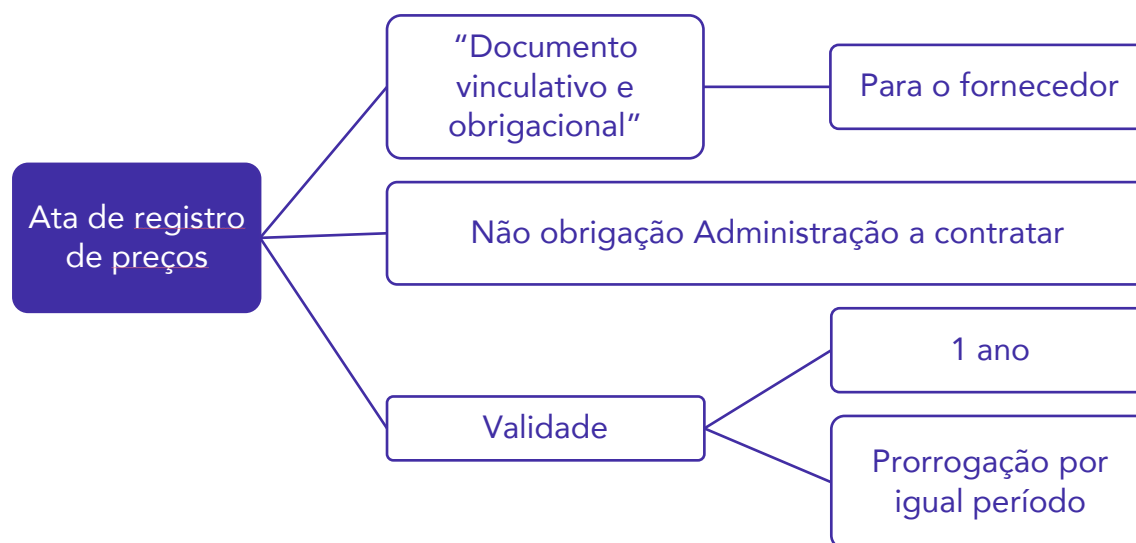 Ata de registro
de preços
“Documento
vinculativo e
obrigacional”
Para o fornecedor
Não obrigação Administração a contratar
Validade
1 ano
Prorrogação por
igual período